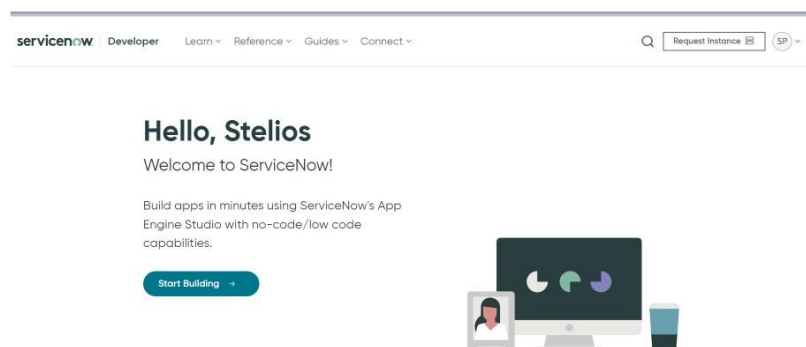 servicenow Developer Learn Reference Guides Connect Request Instance SP
Hello, Stelios
Welcome to ServiceNow!
Build apps in minutes using ServiceNow's App
Engine Studio with no-code/low code
capabilities.
Start Building →